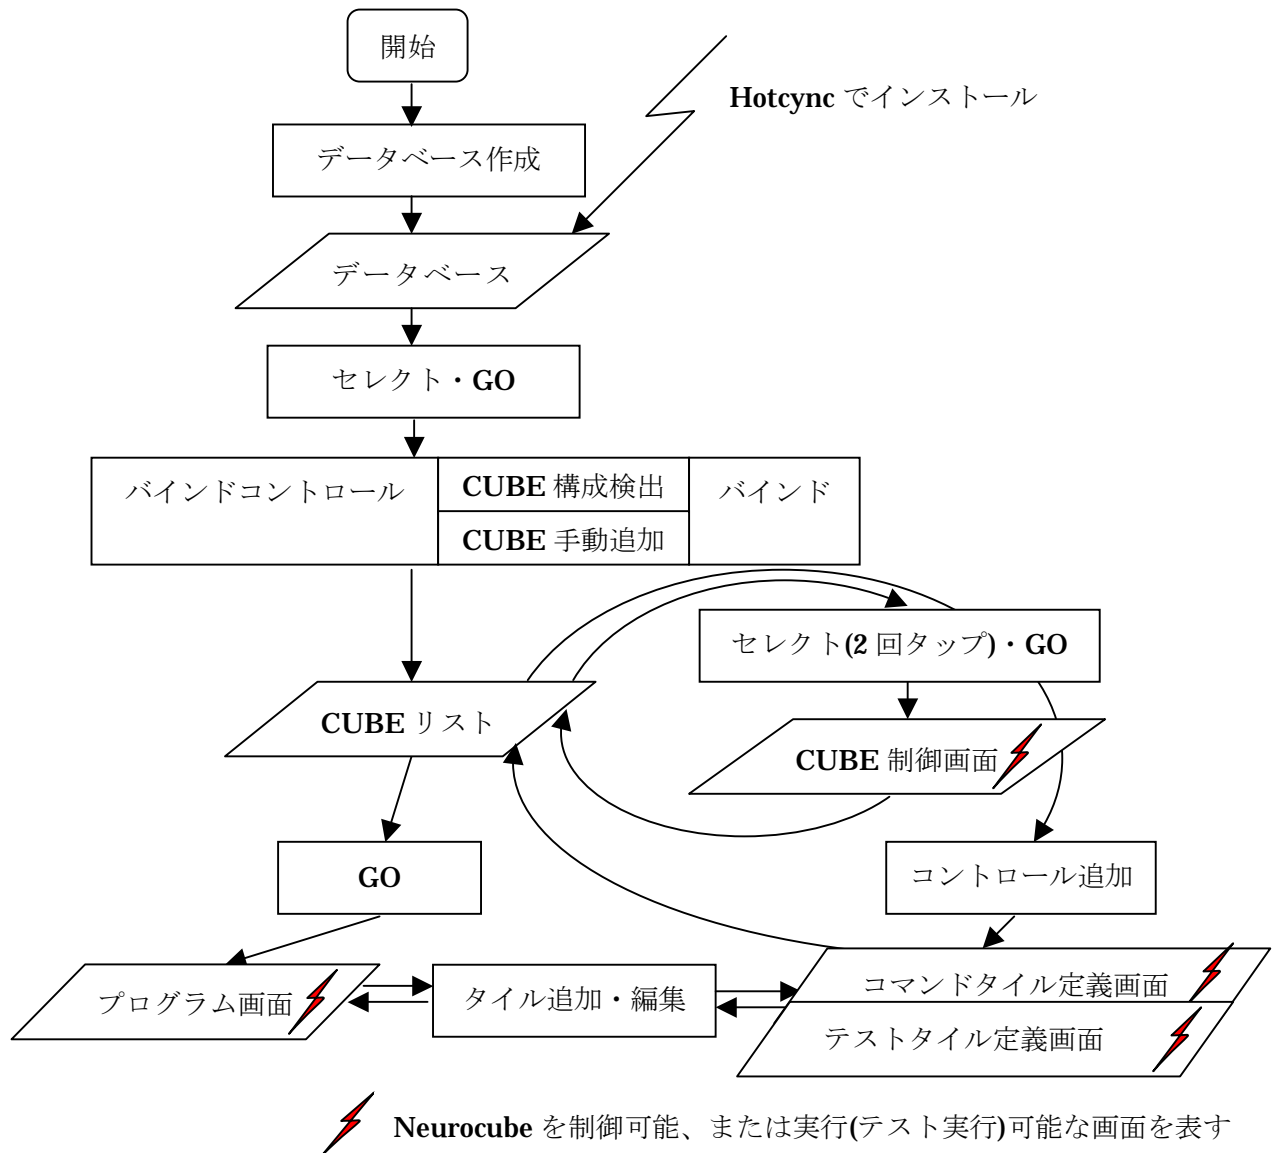 開始
Hotcync でインストール
データベース作成
データベース
セレクト・GO
バインドコントロール
CUBE 構成検出
CUBE 手動追加
バインド
セレクト(2 回タップ)・GO
CUBE リスト
CUBE 制御画面
GO
コントロール追加
プログラム画面
タイル追加・編集
コマンドタイル定義画面
テストタイル定義画面
Neurocube を制御可能、または実行(テスト実行)可能な画面を表す